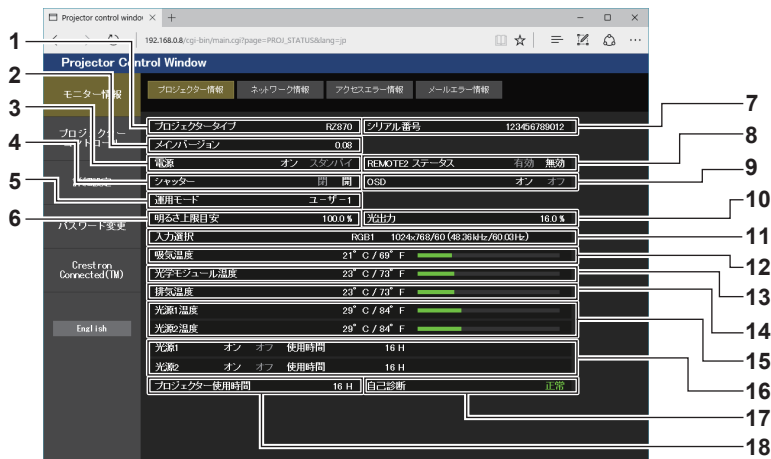 Projector control windov
192.168.0.8/cgi-bin/main.cgi?page=PROJ_STATUS&lang=jp
Projector Control Window
モニター情報
プロジェクター情報 ネットワーク情報 アクセスエラー情報 メールエラー情報
プロジェクター
コントロール
パスワード変更
Crestron
Connected(TM)
English
プロジェクタータイプ RZ870 シリアル番号 123456789012
メインバージョン 0.08
電源 オン スタンバイ REMOTE2 ステータス 有効 無効
シャッター 閉 開 OSD オン オフ
運用モード ユーザー1
明るさ上限目安 100.0 % 光出力 16.0 %
入力選択 RGB1 1024x768/60 (48.36kHz/60.03Hz)
吸気温度 21° C / 69° F
光学モジュール温度 23° C / 73° F
排気温度 23° C / 73° F
光源1温度 29° C / 84° F
光源2温度 29° C / 84° F
光源1 オン オフ 使用時間 16 H
光源2 オン オフ 使用時間 16 H
プロジェクター使用時間 16 H 自己診断 正常
1
2
3
4
5
6
7
8
9
10
11
12
13
14
15
16
17
18